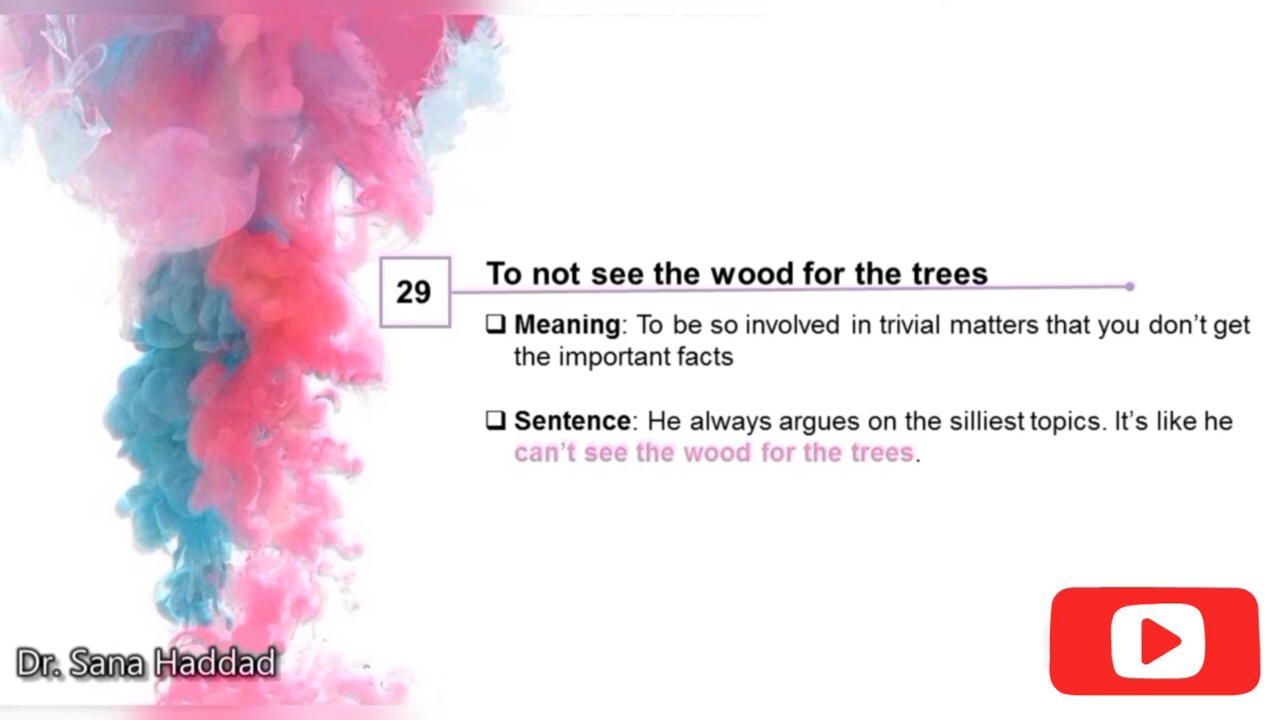 29
To not see the wood for the trees
❑ Meaning: To be so involved in trivial matters that you don’t get
the important facts
❑ Sentence: He always argues on the silliest topics. It’s like he
can’t see the wood for the trees.
Dr. Sana Haddad